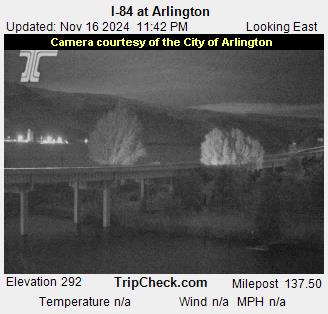 I-84 at Arlington
Updated: Nov 16 2024 11:42 PM Looking East
Camera courtesy of the City of Arlington
Elevation 292 TripCheck.com Milepost 137.50
Temperature n/a Wind n/a MPH n/a